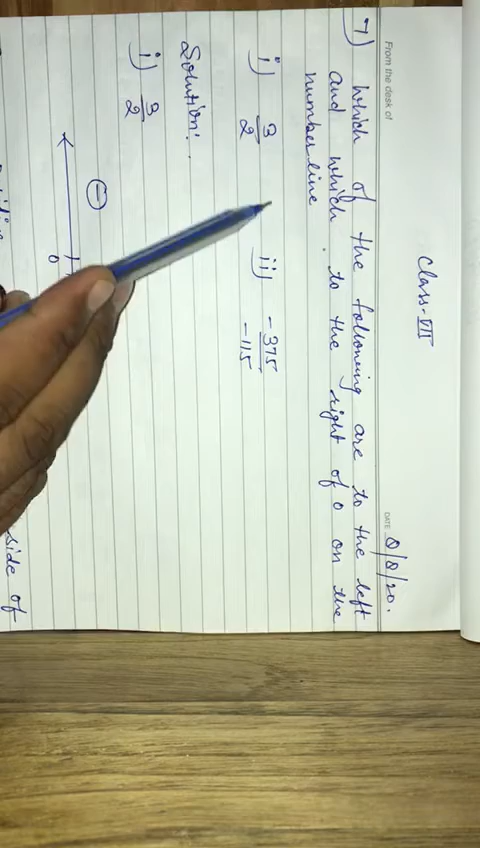 Class-VII
From the desk of
DATE 8/8/20.
7) which of the following are to the left
and which to the right of 0 on the
number line
i) 3/2 ii) -375/-115
Solution:
i) 3/2
-
0
side of